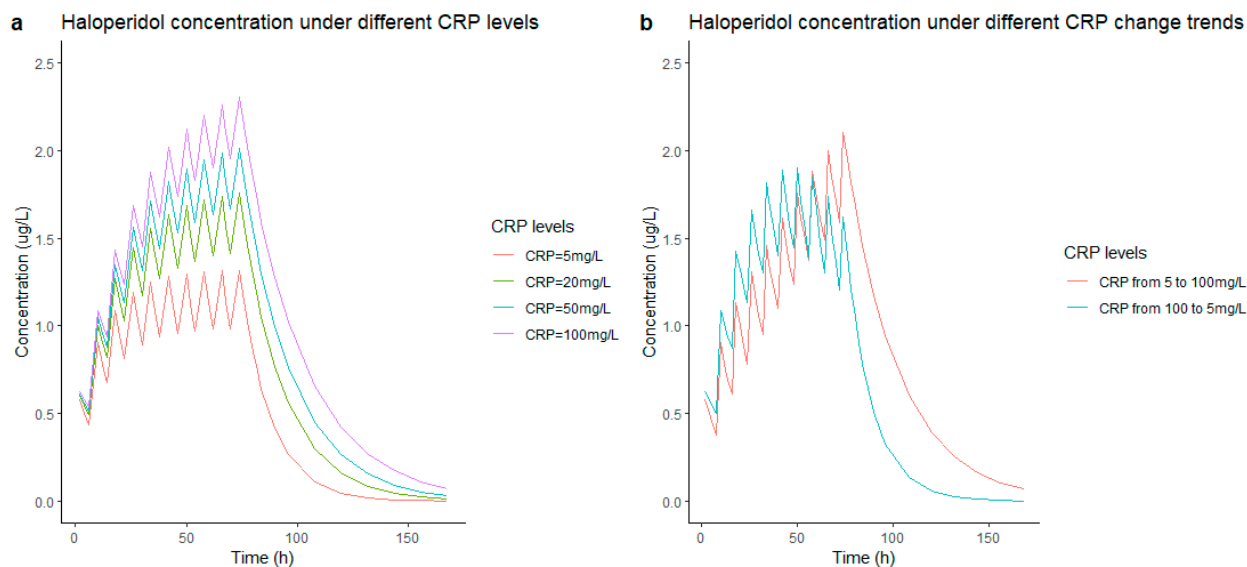 a Haloperidol concentration under different CRP levels
2.5
2.0
1.5
1.0
0.5
0.0
Concentration (ug/L)
0 50 100 150
Time (h)
CRP levels
CRP=5mg/L
CRP=20mg/L
CRP=50mg/L
CRP=100mg/L
b Haloperidol concentration under different CRP change trends
2.5
2.0
1.5
1.0
0.5
0.0
Concentration (ug/L)
0 50 100 150
Time (h)
CRP levels
CRP from 5 to 100mg/L
CRP from 100 to 5mg/L